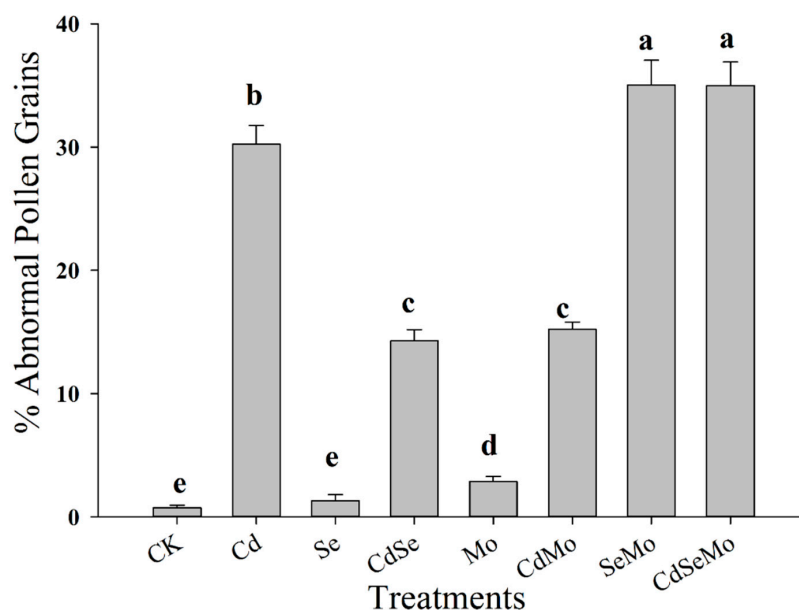 % Abnormal Pollen Grains
40
30
20
10
0
e
b
e
c
d
c
a
a
CK
Cd
Se
CdSe
Mo
CdMo
SeMo
CdSeMo
Treatments